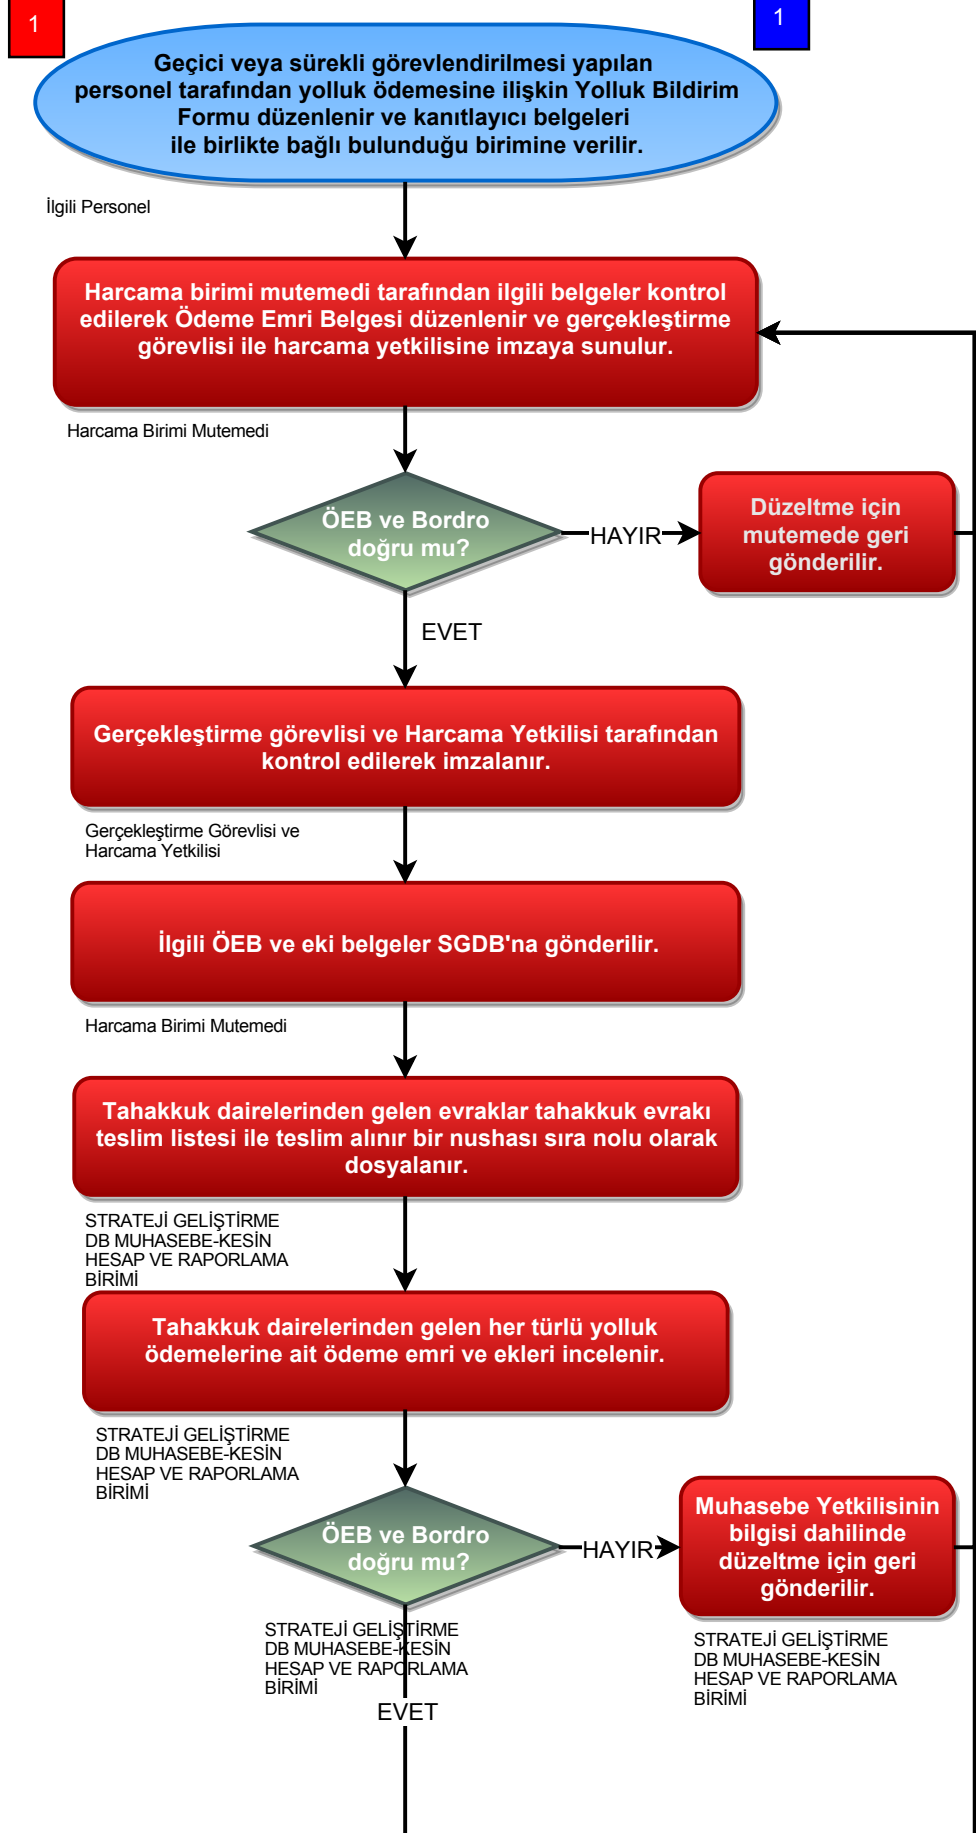 1
1
Geçici veya sürekli görevlendirilmesi yapılan
personel tarafından yolluk ödemesine ilişkin Yolluk Bildirim
Formu düzenlenir ve kanıtlayıcı belgeleri
ile birlikte bağlı bulunduğu birimine verilir.
İlgili Personel
Harcama birimi mutemedi tarafından ilgili belgeler kontrol
edilerek Ödeme Emri Belgesi düzenlenir ve gerçekleştirme
görevlisi ile harcama yetkilisine imzaya sunulur.
Harcama Birimi Mutemedi
ÖEB ve Bordro
doğru mu?
HAYIR
Düzeltme için
mutemede geri
gönderilir.
EVET
Gerçekleştirme görevlisi ve Harcama Yetkilisi tarafından
kontrol edilerek imzalanır.
Gerçekleştirme Görevlisi ve
Harcama Yetkilisi
İlgili ÖEB ve eki belgeler SGDB'na gönderilir.
Harcama Birimi Mutemedi
Tahakkuk dairelerinden gelen evraklar tahakkuk evrakı
teslim listesi ile teslim alınır bir nushası sıra nolu olarak
dosyalanır.
STRATEJİ GELİŞTİRME
DB MUHASEBE-KESİN
HESAP VE RAPORLAMA
BİRİMİ
Tahakkuk dairelerinden gelen her türlü yolluk
ödemelerine ait ödeme emri ve ekleri incelenir.
STRATEJİ GELİŞTİRME
DB MUHASEBE-KESİN
HESAP VE RAPORLAMA
BİRİMİ
ÖEB ve Bordro
doğru mu?
HAYIR
Muhasebe Yetkilisinin
bilgisi dahilinde
düzeltme için geri
gönderilir.
STRATEJİ GELİŞTİRME
DB MUHASEBE-KESİN
HESAP VE RAPORLAMA
BİRİMİ
STRATEJİ GELİŞTİRME
DB MUHASEBE-KESİN
HESAP VE RAPORLAMA
BİRİMİ
EVET